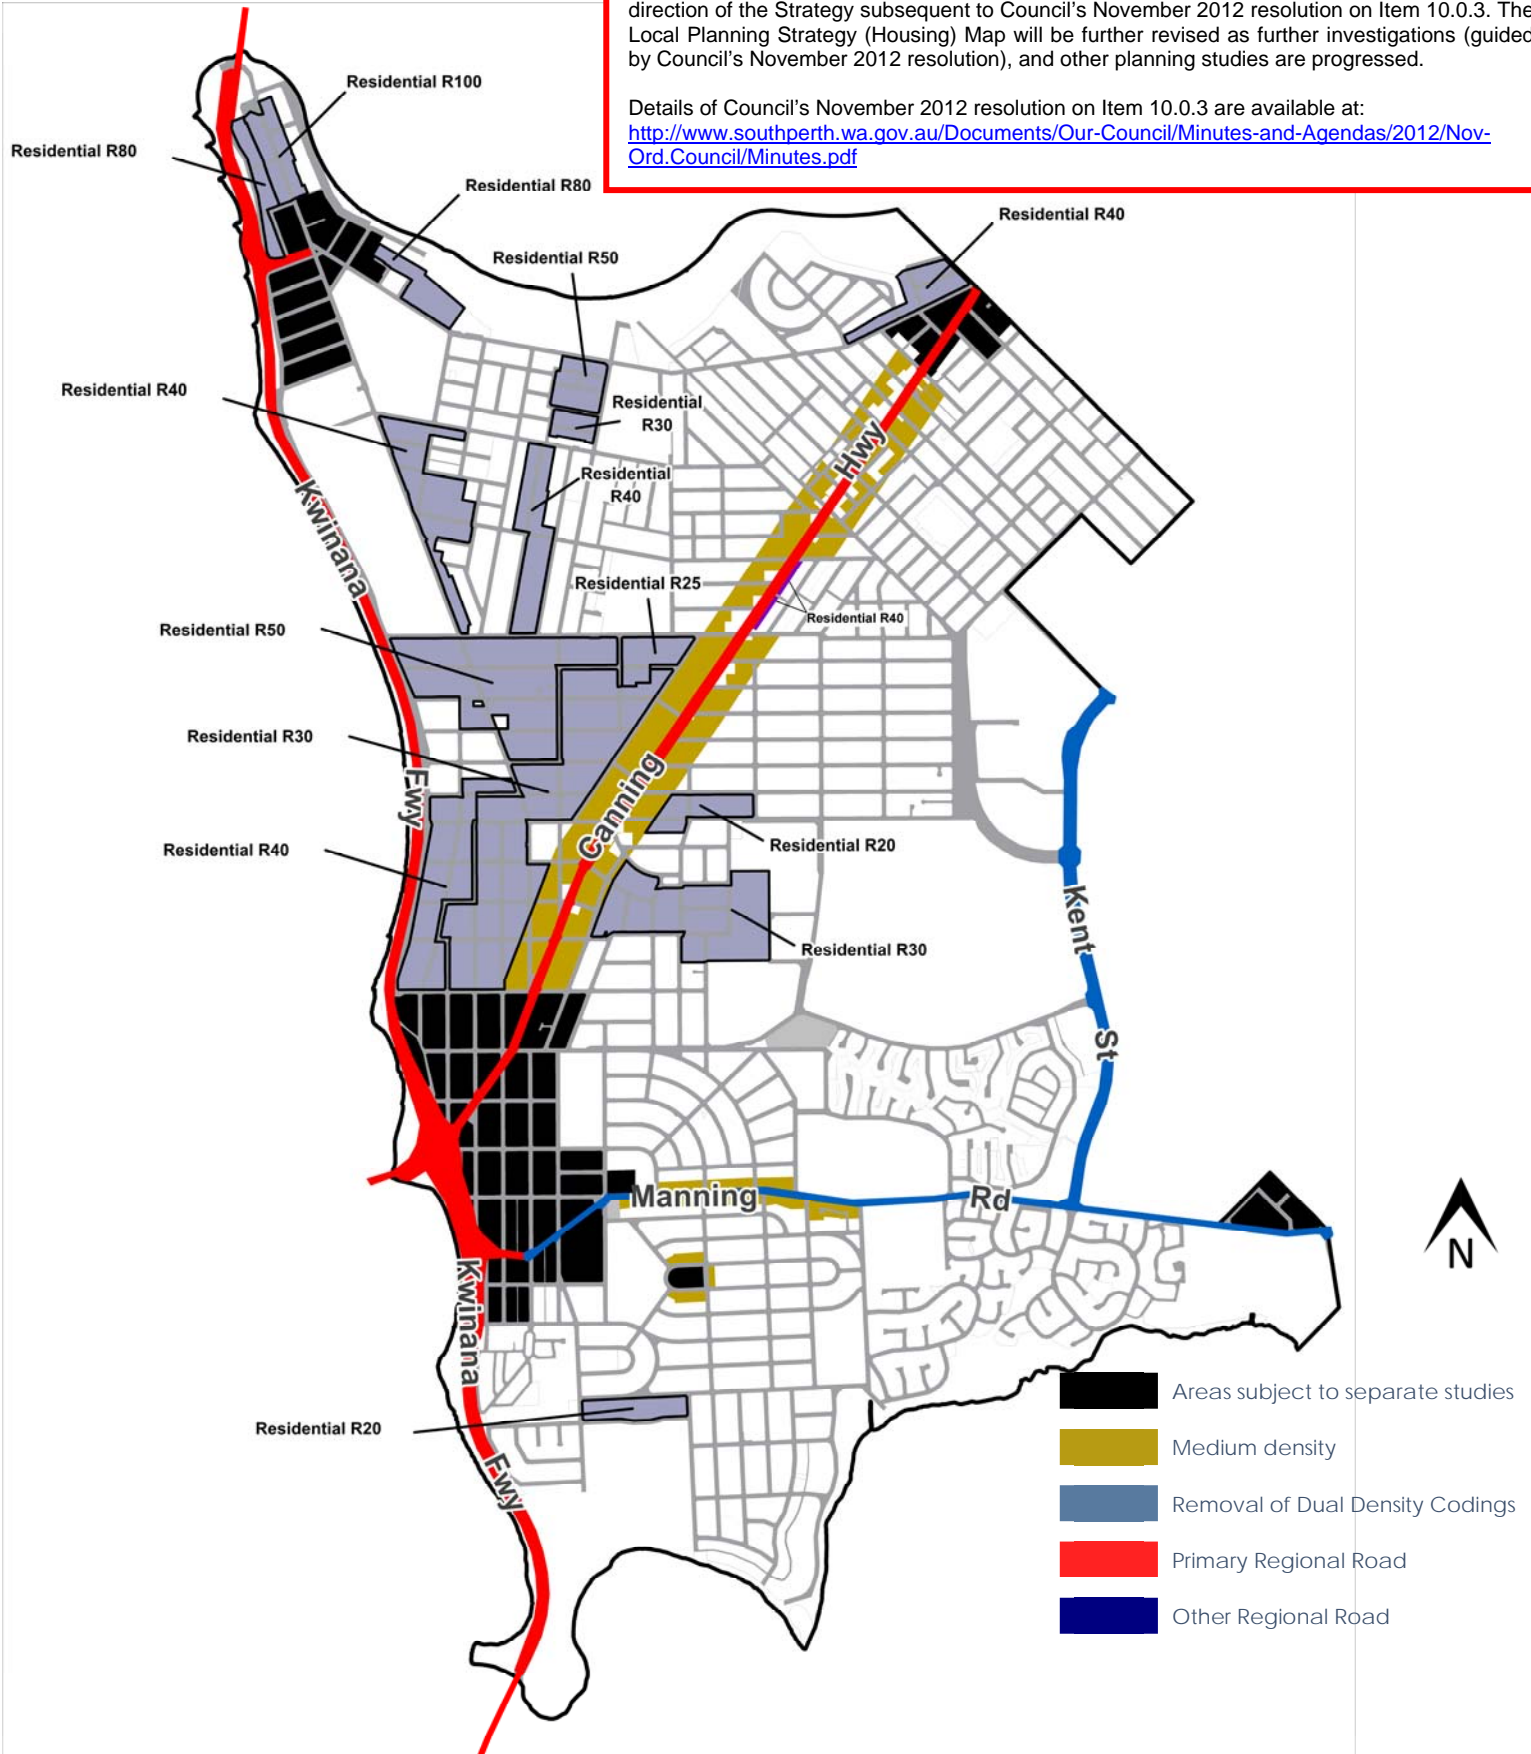 direction of the Strategy subsequent to Council's November 2012 resolution on Item 10.0.3. The
Local Planning Strategy (Housing) Map will be further revised as further investigations (guided
by Council's November 2012 resolution), and other planning studies are progressed.
Details of Council's November 2012 resolution on Item 10.0.3 are available at:
http://www.southperth.wa.gov.au/Documents/Our-Council/Minutes-and-Agendas/2012/Nov-
Ord.Council/Minutes.pdf
Residential R100
Residential R80
Residential R80
Residential R40
Residential R50
Residential R40
Residential
R30
Hwy
Residential
R40
Kwinana
Residential R25
Residential R40
Residential R50
Residential R30
Fwy
Canning
Residential R20
Residential R40
Kent
Residential R30
St
Manning
Rd
N
Kwinana
Residential R20
Fwy
Areas subject to separate studies
Medium density
Removal of Dual Density Codings
Primary Regional Road
Other Regional Road